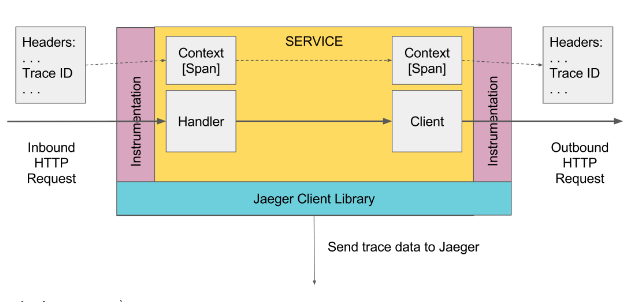 Headers:
. . .
Trace ID
. . .
Instrumentation
Context
[Span]
SERVICE
Context
[Span]
Instrumentation
Headers:
. . .
Trace ID
. . .
Handler
Client
Inbound
HTTP
Request
Outbound
HTTP
Request
Jaeger Client Library
Send trace data to Jaeger